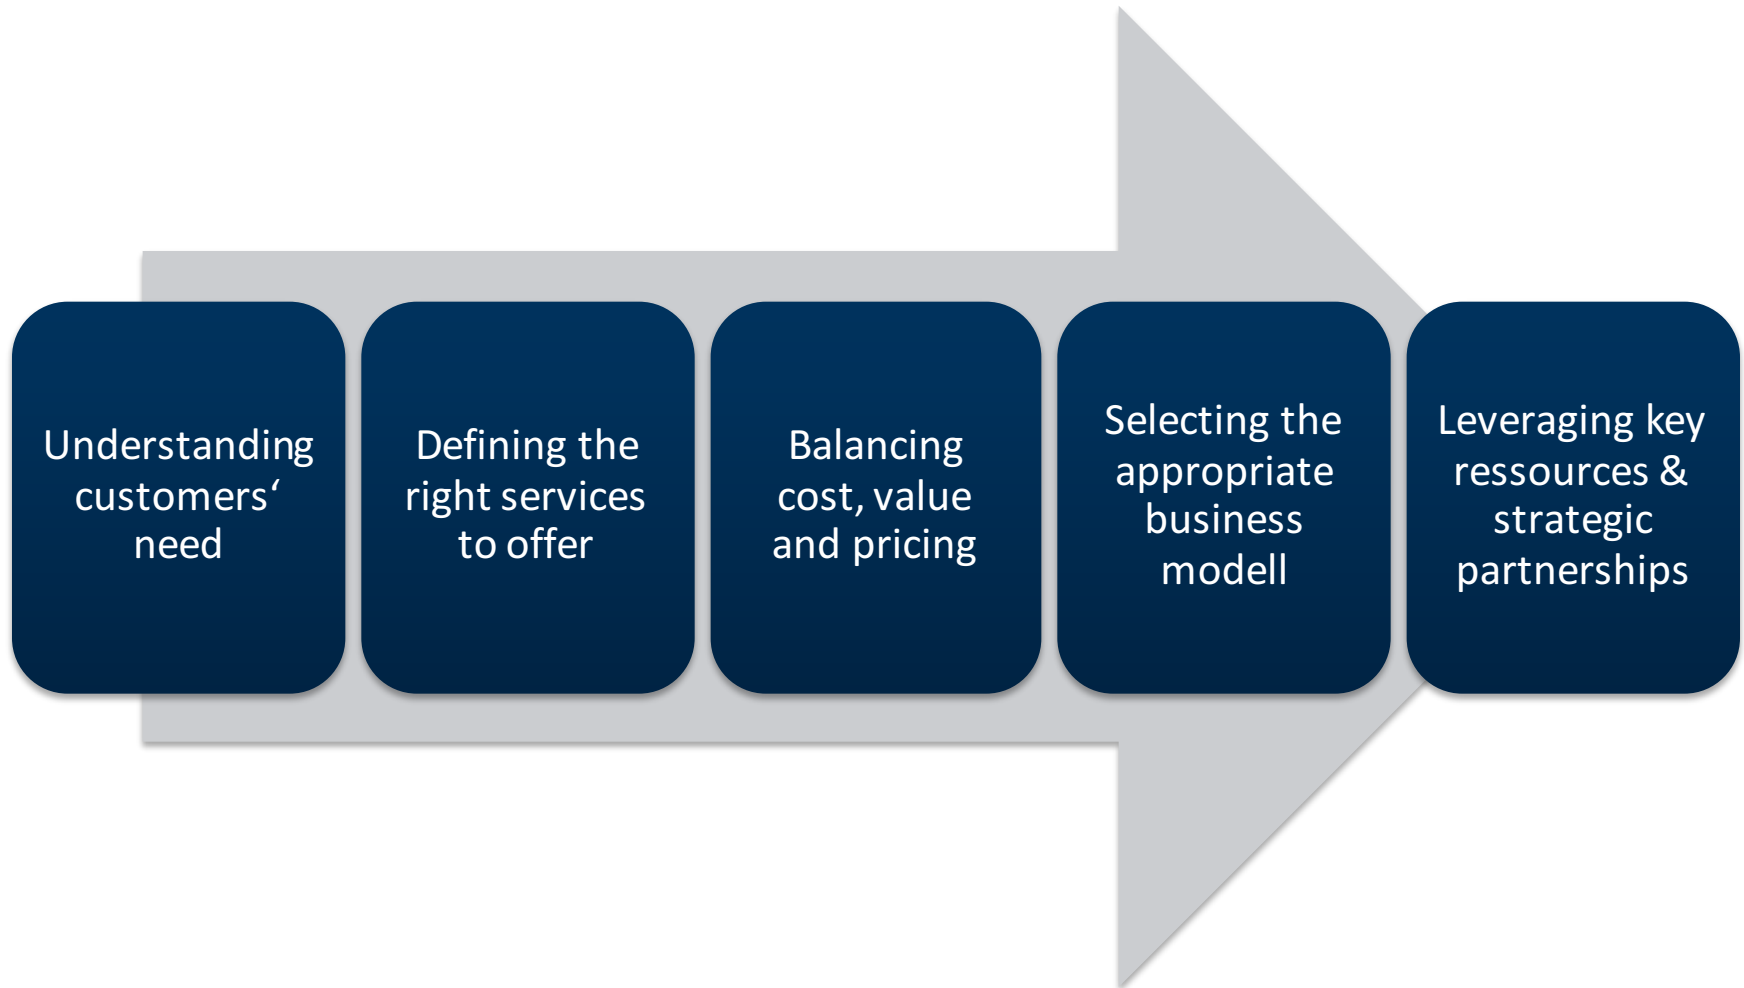 Understanding
customers‘
need
Defining the
right services
to offer
Balancing
cost, value
and pricing
Selecting the
appropriate
business
modell
Leveraging key
ressources &
strategic
partnerships